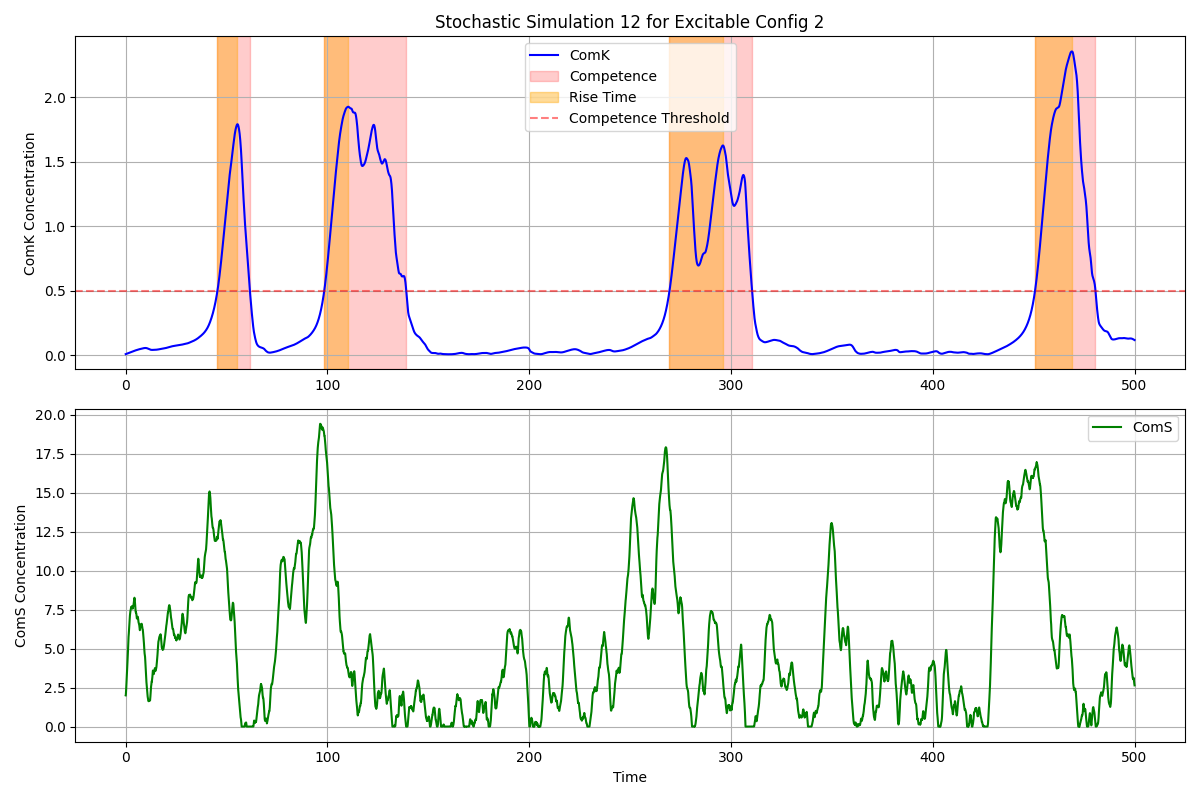 Stochastic Simulation 12 for Excitable Config 2
ComK Concentration
2.0
1.5
1.0
0.5
0.0
ComK
Competence
Rise Time
Competence Threshold
0 100 200 300 400 500
ComS Concentration
20.0
17.5
15.0
12.5
10.0
7.5
5.0
2.5
0.0
ComS
0 100 200 300 400 500
Time